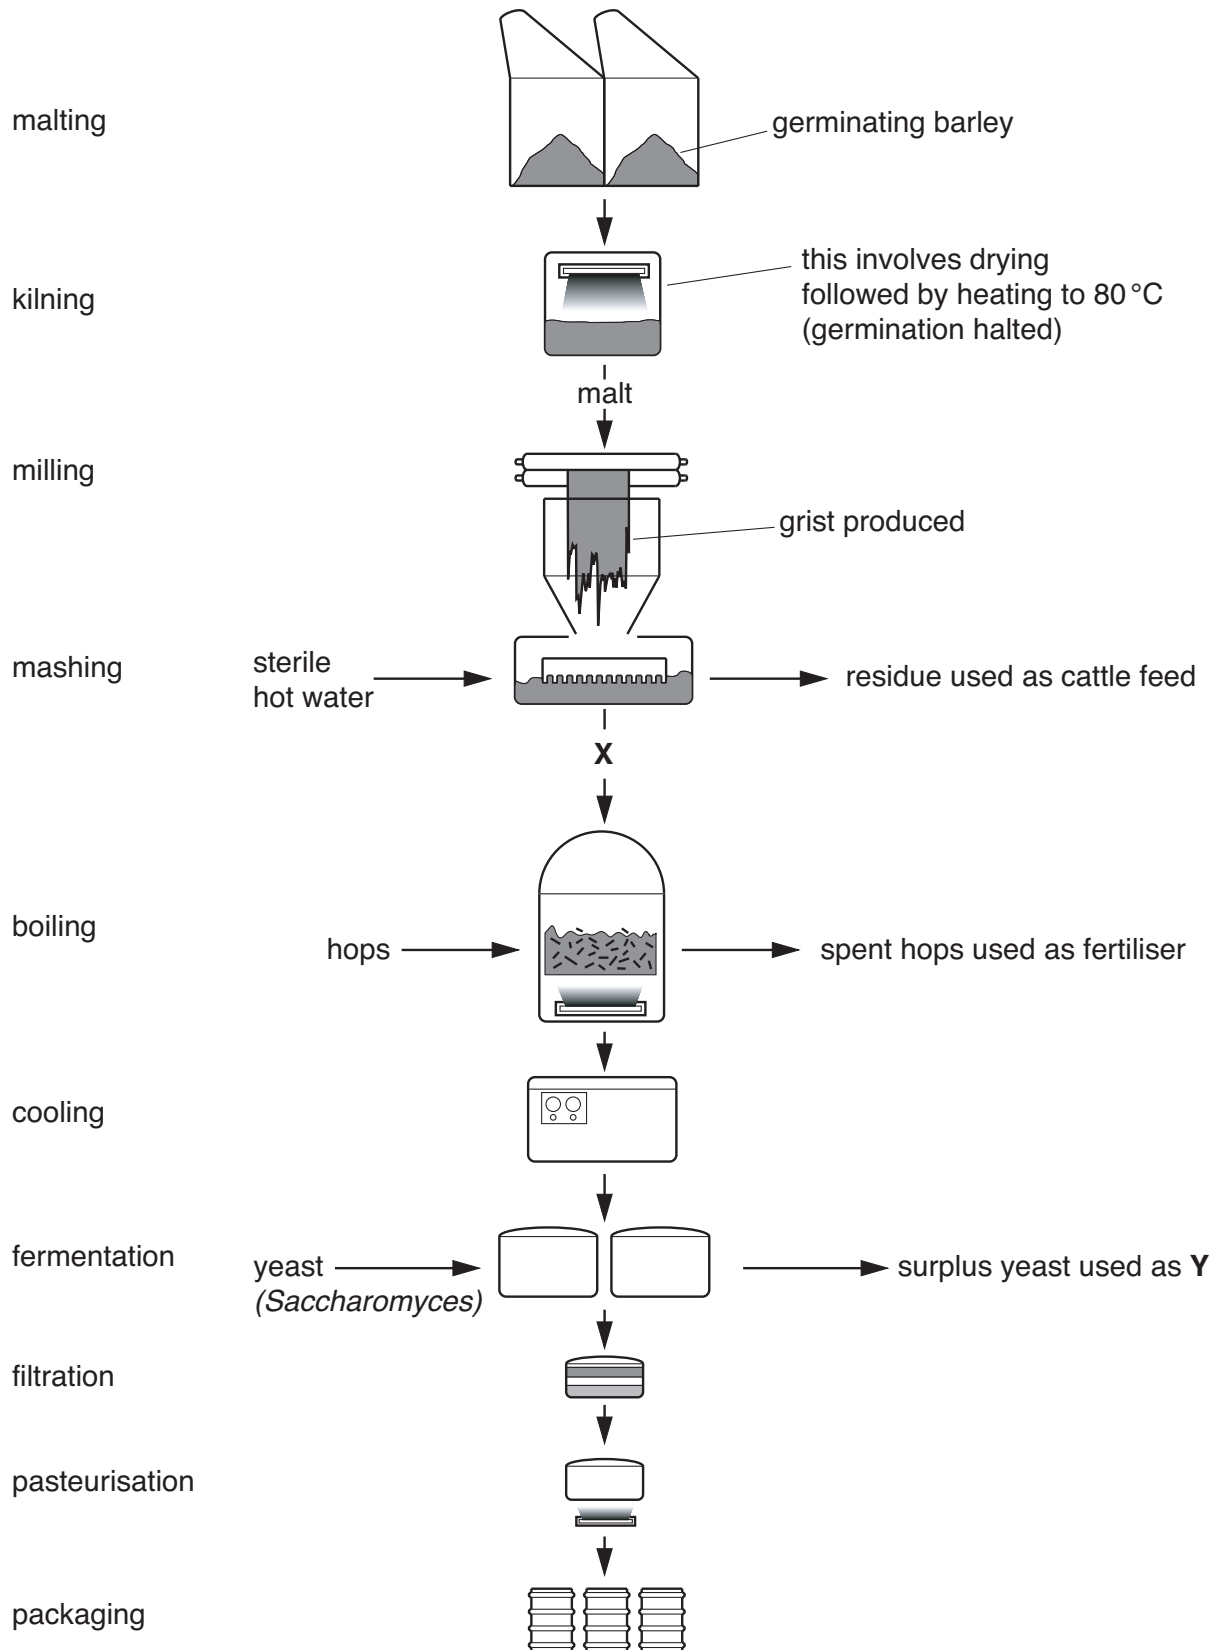 malting
germinating barley
kilning
this involves drying
followed by heating to 80 °C
(germination halted)
malt
milling
grist produced
mashing
sterile
hot water
residue used as cattle feed
X
boiling
hops
spent hops used as fertiliser
cooling
fermentation
yeast
(Saccharomyces)
surplus yeast used as Y
filtration
pasteurisation
packaging